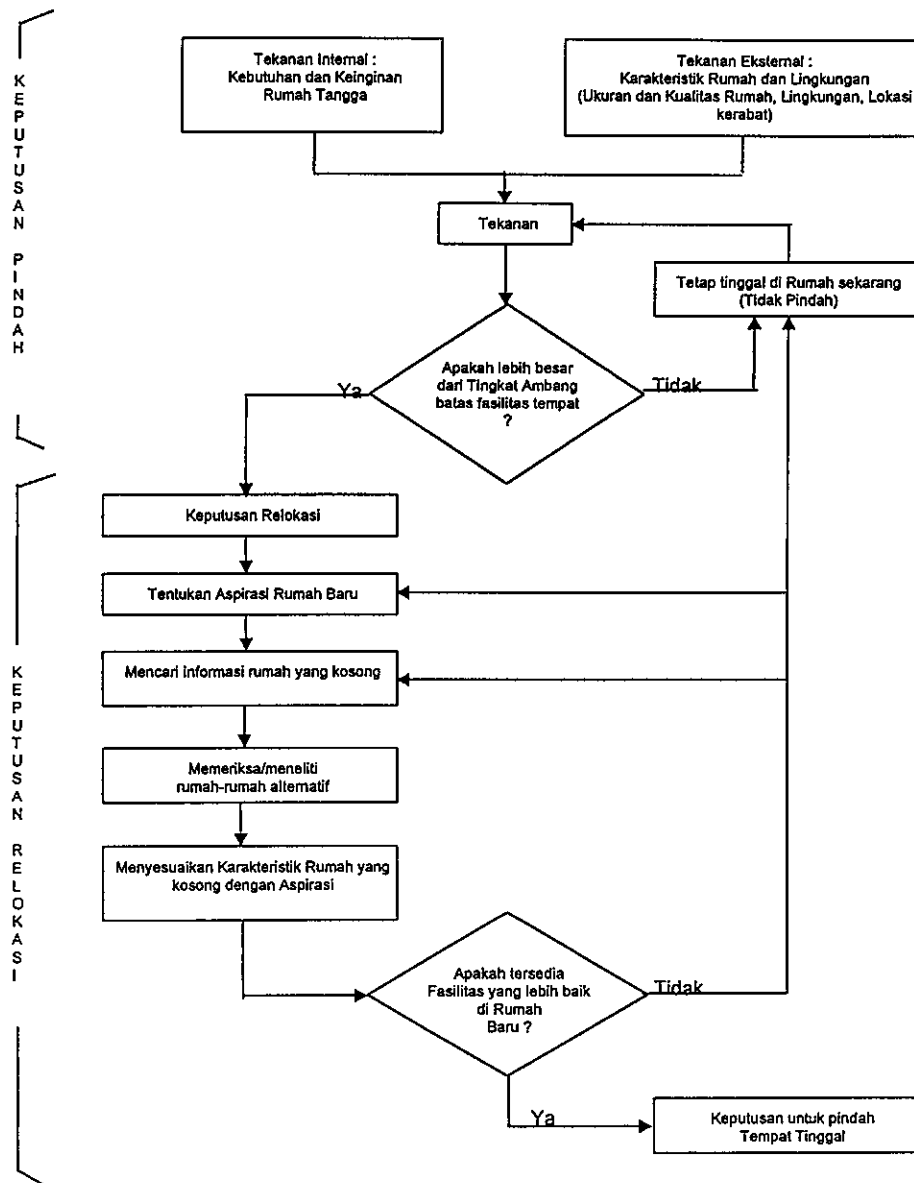 KEPUTUSAN PINDAH
Tekanan Internal :
Kebutuhan dan Keinginan
Rumah Tangga
Tekanan Eksternal :
Karakteristik Rumah dan Lingkungan
(Ukuran dan Kualitas Rumah, Lingkungan, Lokasi
kerabat)
Tekanan
Tetap tinggal di Rumah sekarang
(Tidak Pindah)
Apakah lebih besar
dari Tingkat Ambang
batas fasilitas tempat
?
Ya
Tidak
KEPUTUSAN RELOKASI
Keputusan Relokasi
Tentukan Aspirasi Rumah Baru
Mencari informasi rumah yang kosong
Memeriksa/meneliti
rumah-rumah alternatif
Menyesuaikan Karakteristik Rumah yang
kosong dengan Aspirasi
Apakah tersedia
Fasilitas yang lebih baik
di Rumah
Baru ?
Tidak
Ya
Keputusan untuk pindah
Tempat Tinggal